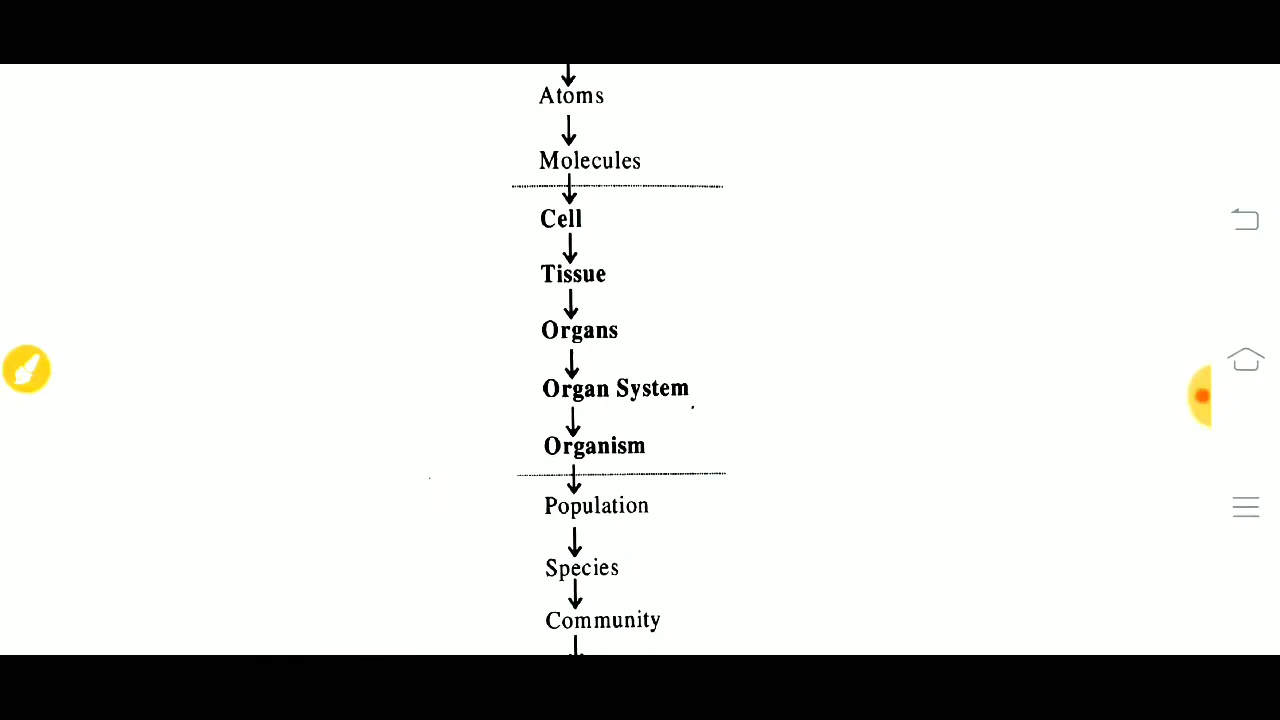 Atoms
Molecules
Cell
Tissue
Organs
Organ System
Organism
Population
Species
Community